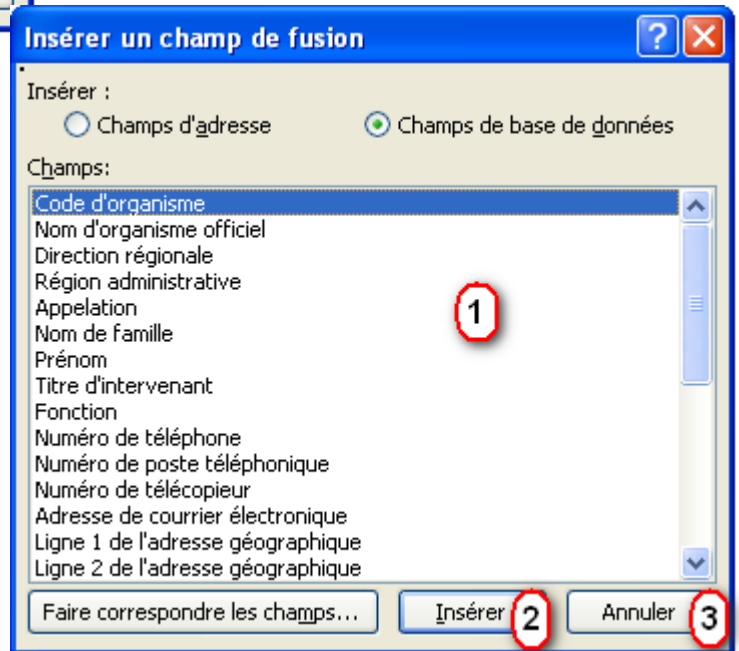 Insérer un champ de fusion
Insérer :
Champs d'adresse Champs de base de données
Champs:
Code d'organisme
Nom d'organisme officiel
Direction régionale
Région administrative
Appelation
1
Nom de famille
Prénom
Titre d'intervenant
Fonction
Numéro de téléphone
Numéro de poste téléphonique
Numéro de télécopieur
Adresse de courrier électronique
Ligne 1 de l'adresse géographique
Ligne 2 de l'adresse géographique
Faire correspondre les champs... Insérer 2 Annuler 3